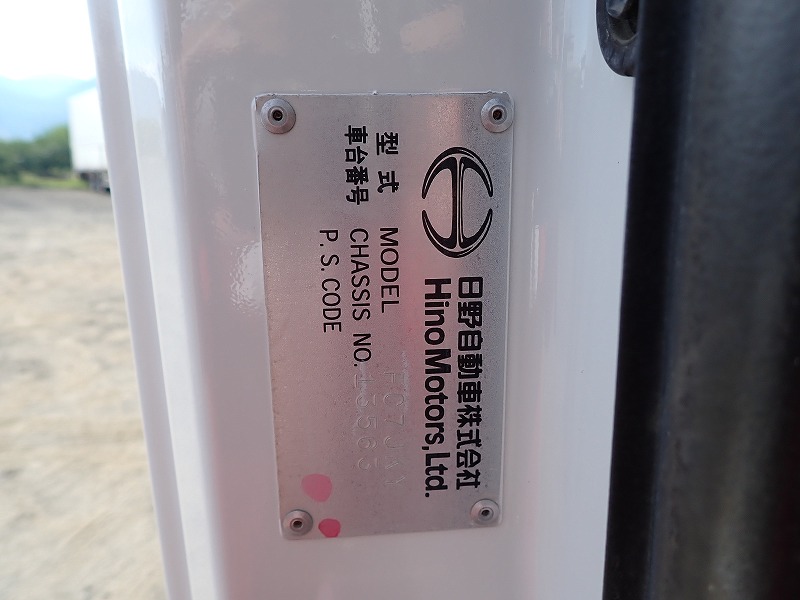 日野自動車株式会社
Hino Motors, Ltd.
型式 MODEL
車台番号 CHASSIS NO.
P. S. CODE